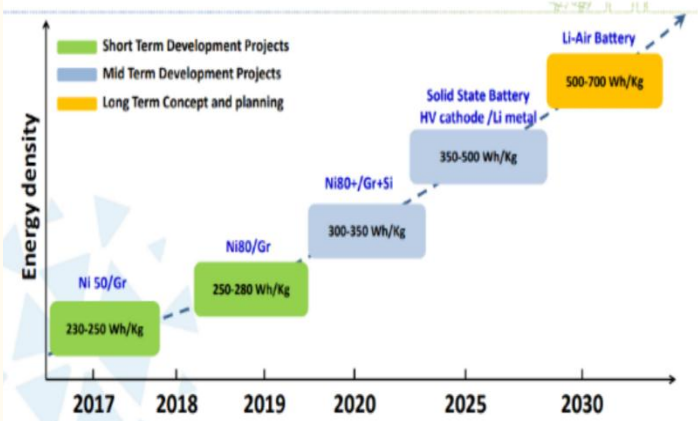 Short Term Development Projects
Mid Term Development Projects
Long Term Concept and planning
Energy density
Li-Air Battery
500-700 Wh/Kg
Solid State Battery
HV cathode /Li metal
350-500 Wh/Kg
Ni80+/Gr+Si
300-350 Wh/Kg
Ni80/Gr
250-280 Wh/Kg
Ni 50/Gr
230-250 Wh/Kg
2017 2018 2019 2020 2025 2030